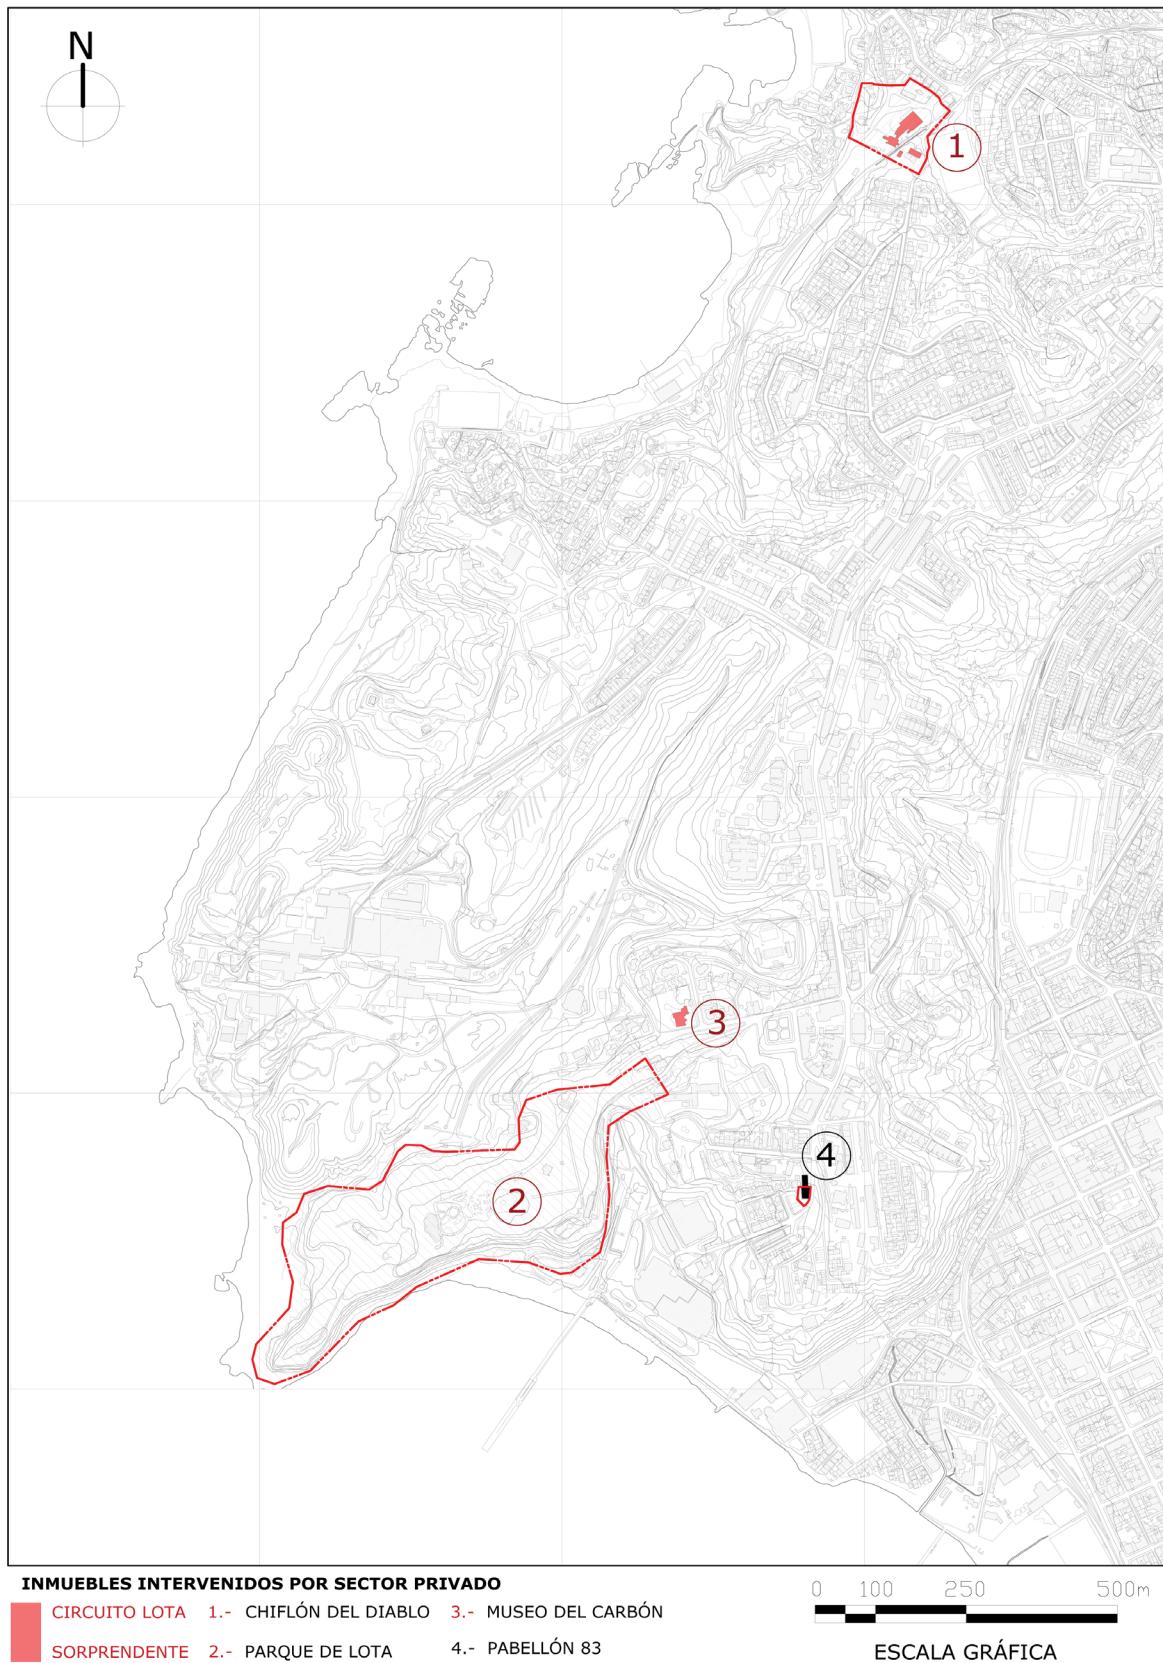 N
1
3
4
2
INMUEBLES INTERVENIDOS POR SECTOR PRIVADO
CIRCUITO LOTA 1.- CHIFLÓN DEL DIABLO 3.- MUSEO DEL CARBÓN
SORPRENDENTE 2.- PARQUE DE LOTA 4.- PABELLÓN 83
0 100 250 500m
ESCALA GRÁFICA